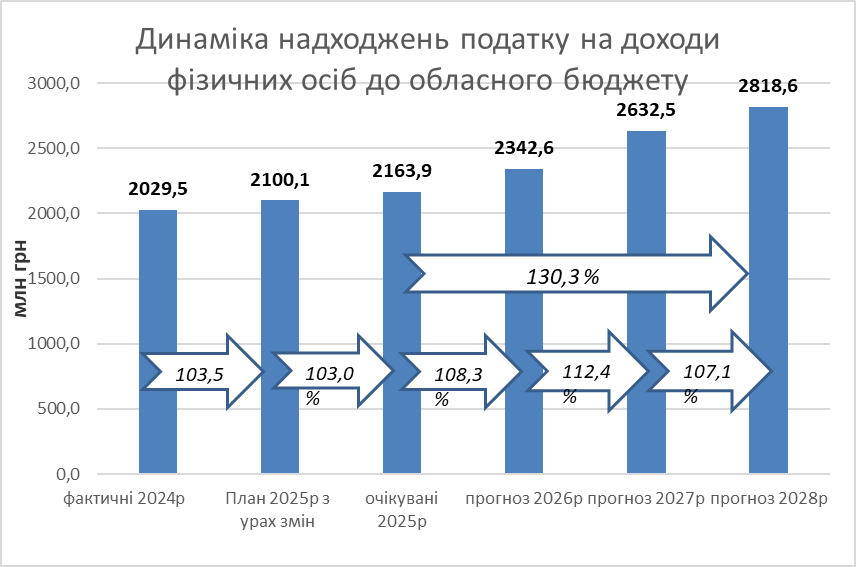 Динаміка надходжень податку на доходи
фізичних осіб до обласного бюджету
3000,0
2500,0
2000,0
1500,0
1000,0
500,0
0,0
млн грн
2029,5
2100,1
2163,9
2342,6
2632,5
2818,6
130,3 %
103,5
103,0
%
108,3
%
112,4
%
107,1
%
фактичні 2024р
План 2025р з
урах змін
очікувані
2025р
прогноз 2026р
прогноз 2027р
прогноз 2028р